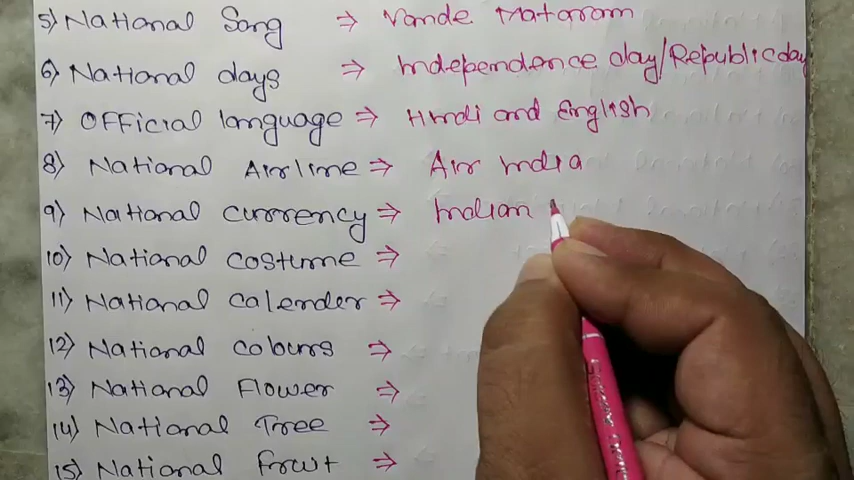 5) National Song ⇒ Vande Mataram
6) National days ⇒ Independence day/Republic day
7) Official language ⇒ Hindi and English
8) National Airline ⇒ Air India
9) National currency ⇒ Indian
10) National costume ⇒
11) National calender ⇒
12) National colours ⇒
13) National Flower ⇒
14) National Tree ⇒
15) National fruit ⇒